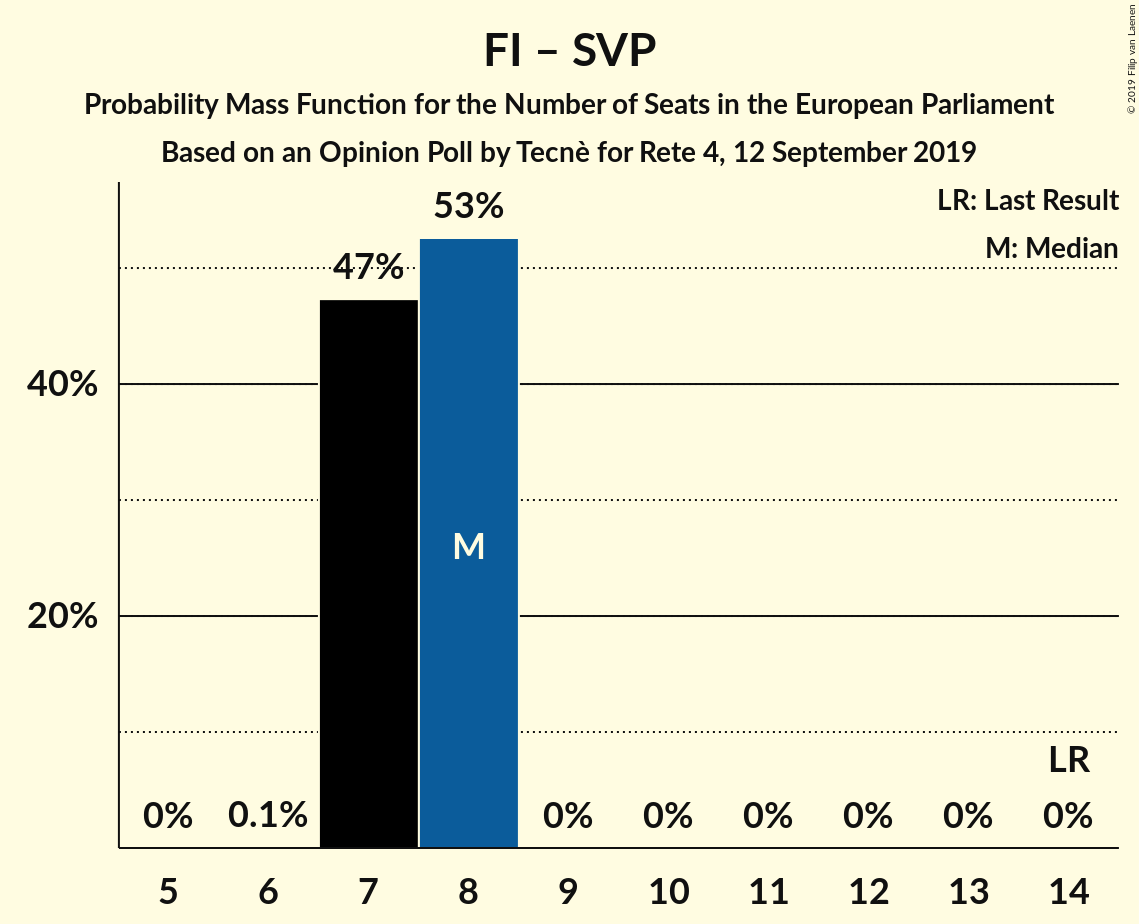 FI – SVP
Probability Mass Function for the Number of Seats in the European Parliament
Based on an Opinion Poll by Tecnè for Rete 4, 12 September 2019
© 2019 Filip van Laenen
LR: Last Result
M: Median
53%
47%
40%
20%
M
LR
0% 0.1% 0% 0% 0% 0% 0% 0%
5 6 7 8 9 10 11 12 13 14